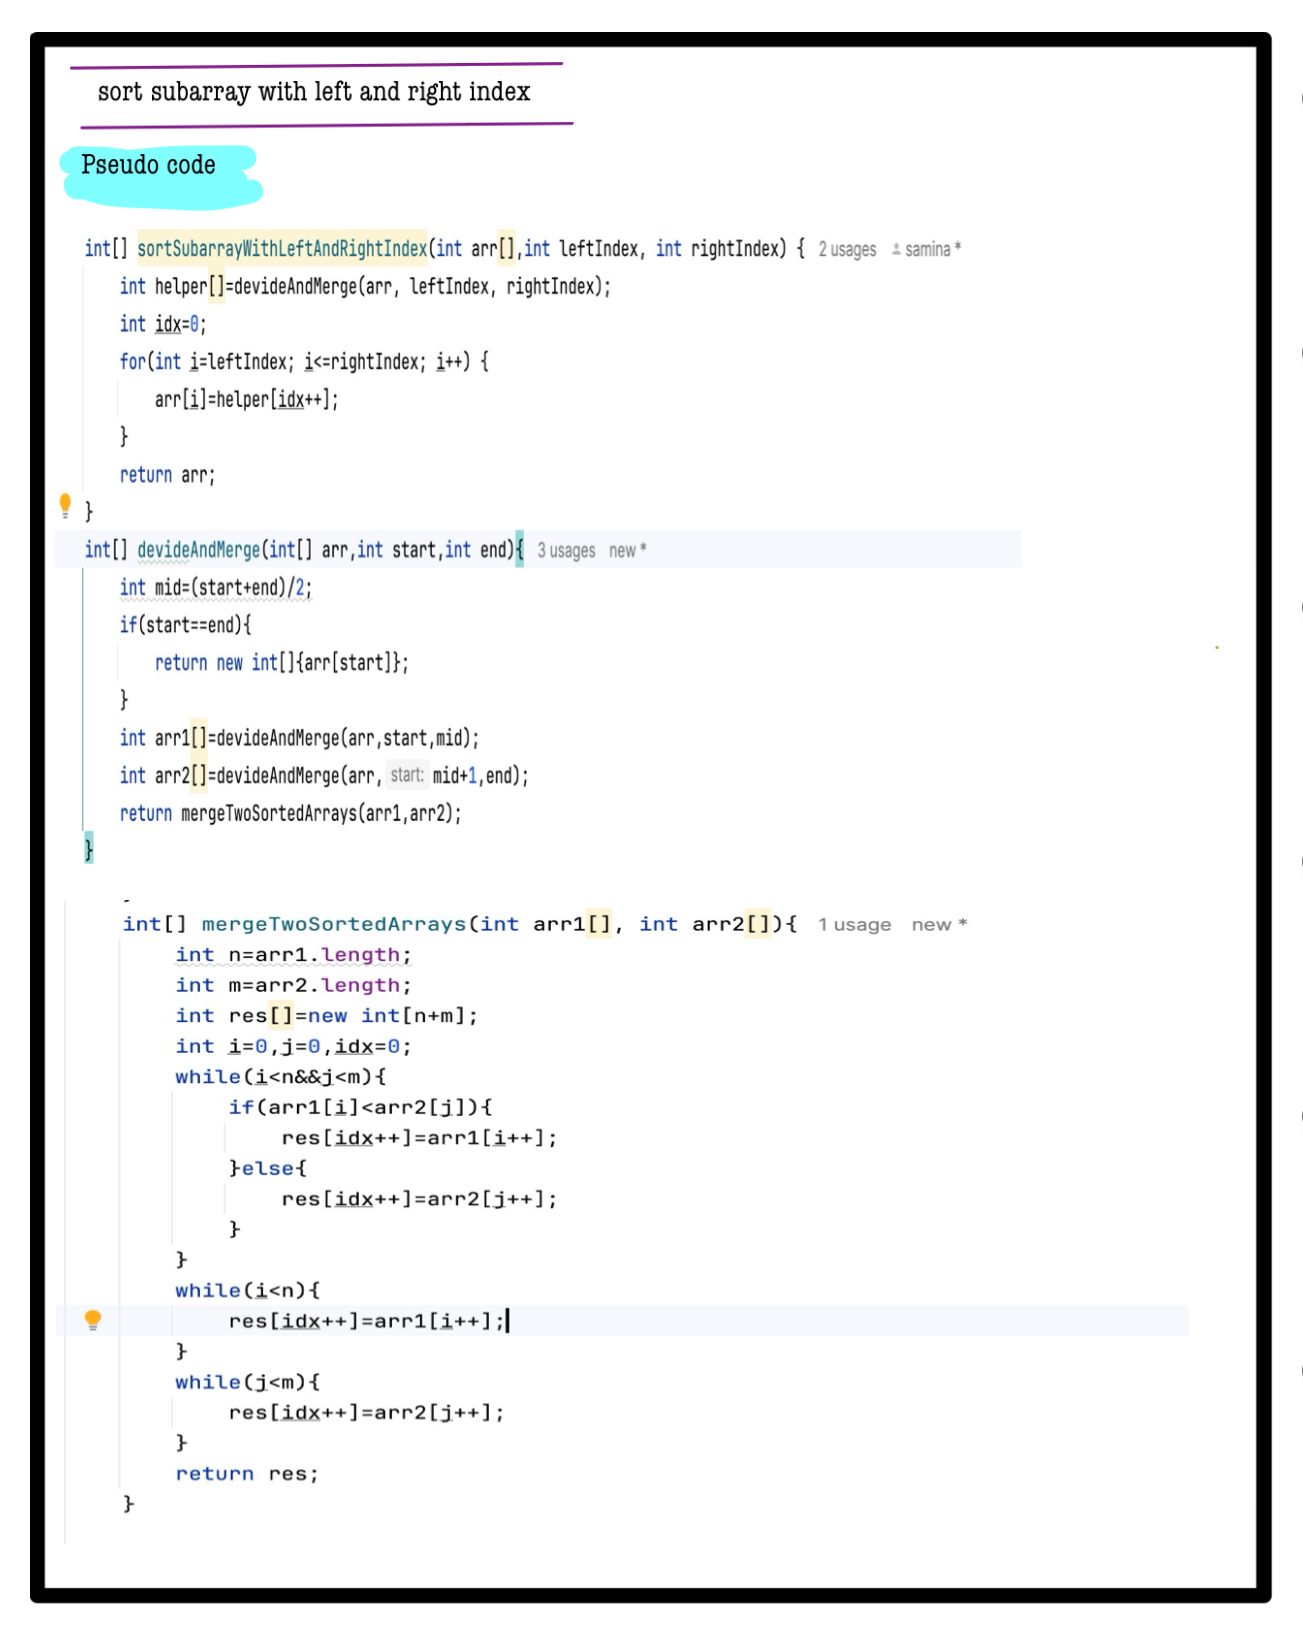 sort subarray with left and right index
Pseudo code
int[] sortSubarrayWithLeftAndRightIndex(int arr[],int leftIndex, int rightIndex) { 2 usages samina *
int helper[]=devideAndMerge(arr, leftIndex, rightIndex);
int idx=0;
for(int i=leftIndex; i<=rightIndex; i++) {
arr[i]=helper[idx++];
}
return arr;
}
int[] devideAndMerge(int[] arr,int start,int end){ 3 usages new *
int mid=(start+end)/2;
if(start==end){
return new int[]{arr[start]};
}
int arr1[]=devideAndMerge(arr,start,mid);
int arr2[]=devideAndMerge(arr, start: mid+1,end);
return mergeTwoSortedArrays(arr1,arr2);
}
int[] mergeTwoSortedArrays(int arr1[], int arr2[]){ 1 usage new *
int n=arr1.length;
int m=arr2.length;
int res[]=new int[n+m];
int i=0,j=0,idx=0;
while(i<n&&j<m){
if(arr1[i]<arr2[j]){
res[idx++]=arr1[i++];
}else{
res[idx++]=arr2[j++];
}
}
while(i<n){
res[idx++]=arr1[i++];
}
while(j<m){
res[idx++]=arr2[j++];
}
return res;
}